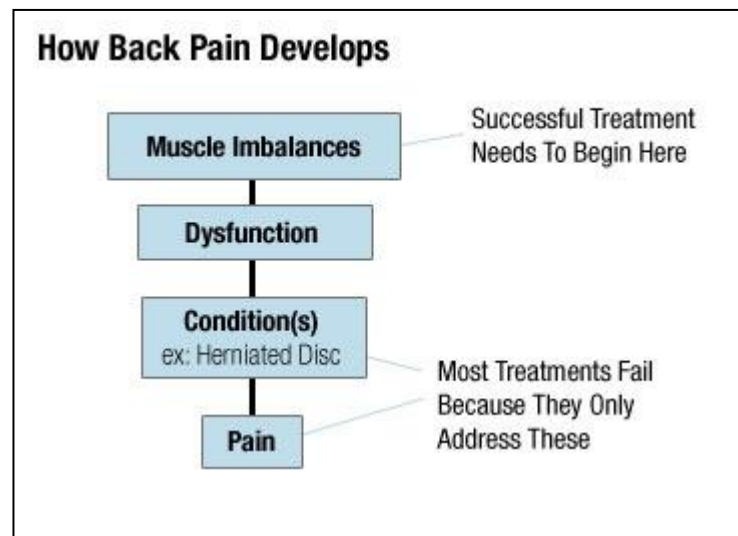 How Back Pain Develops
Muscle Imbalances
Successful Treatment
Needs To Begin Here
Dysfunction
Condition(s)
ex: Herniated Disc
Most Treatments Fail
Because They Only
Address These
Pain